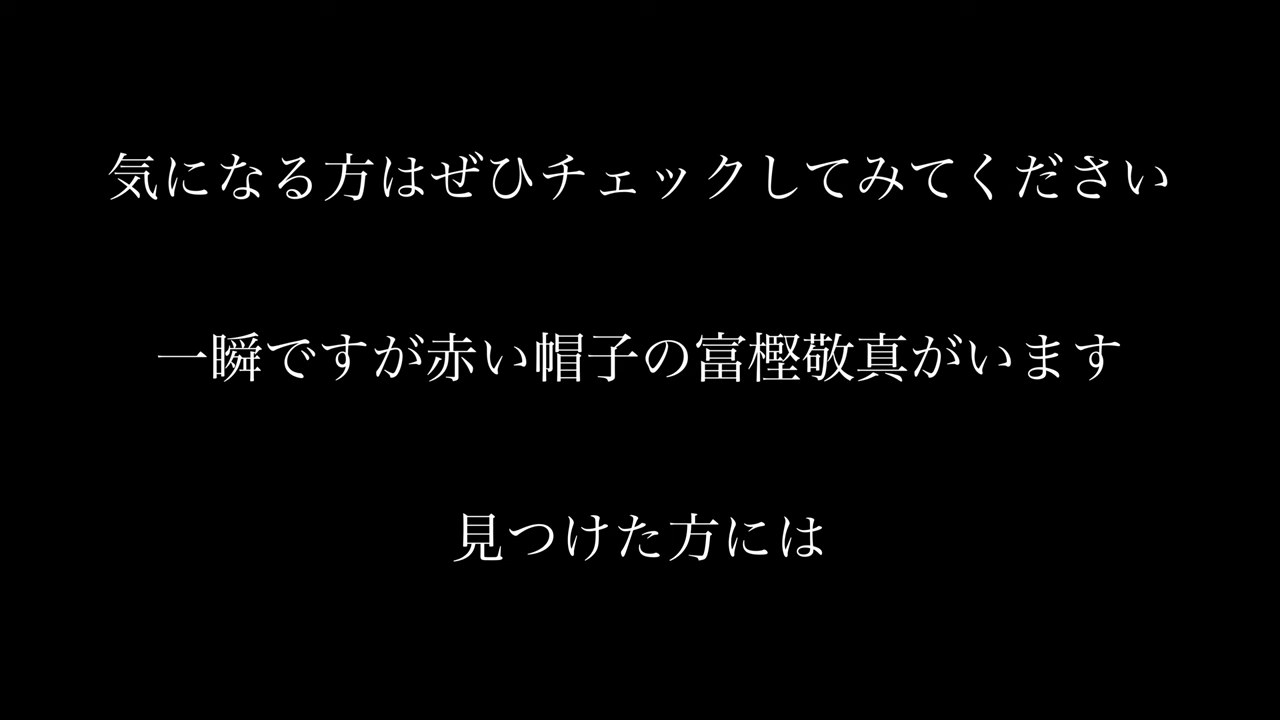 気になる方はぜひチェックしてみてください
一瞬ですが赤い帽子の富樫敬真がいます
見つけた方には